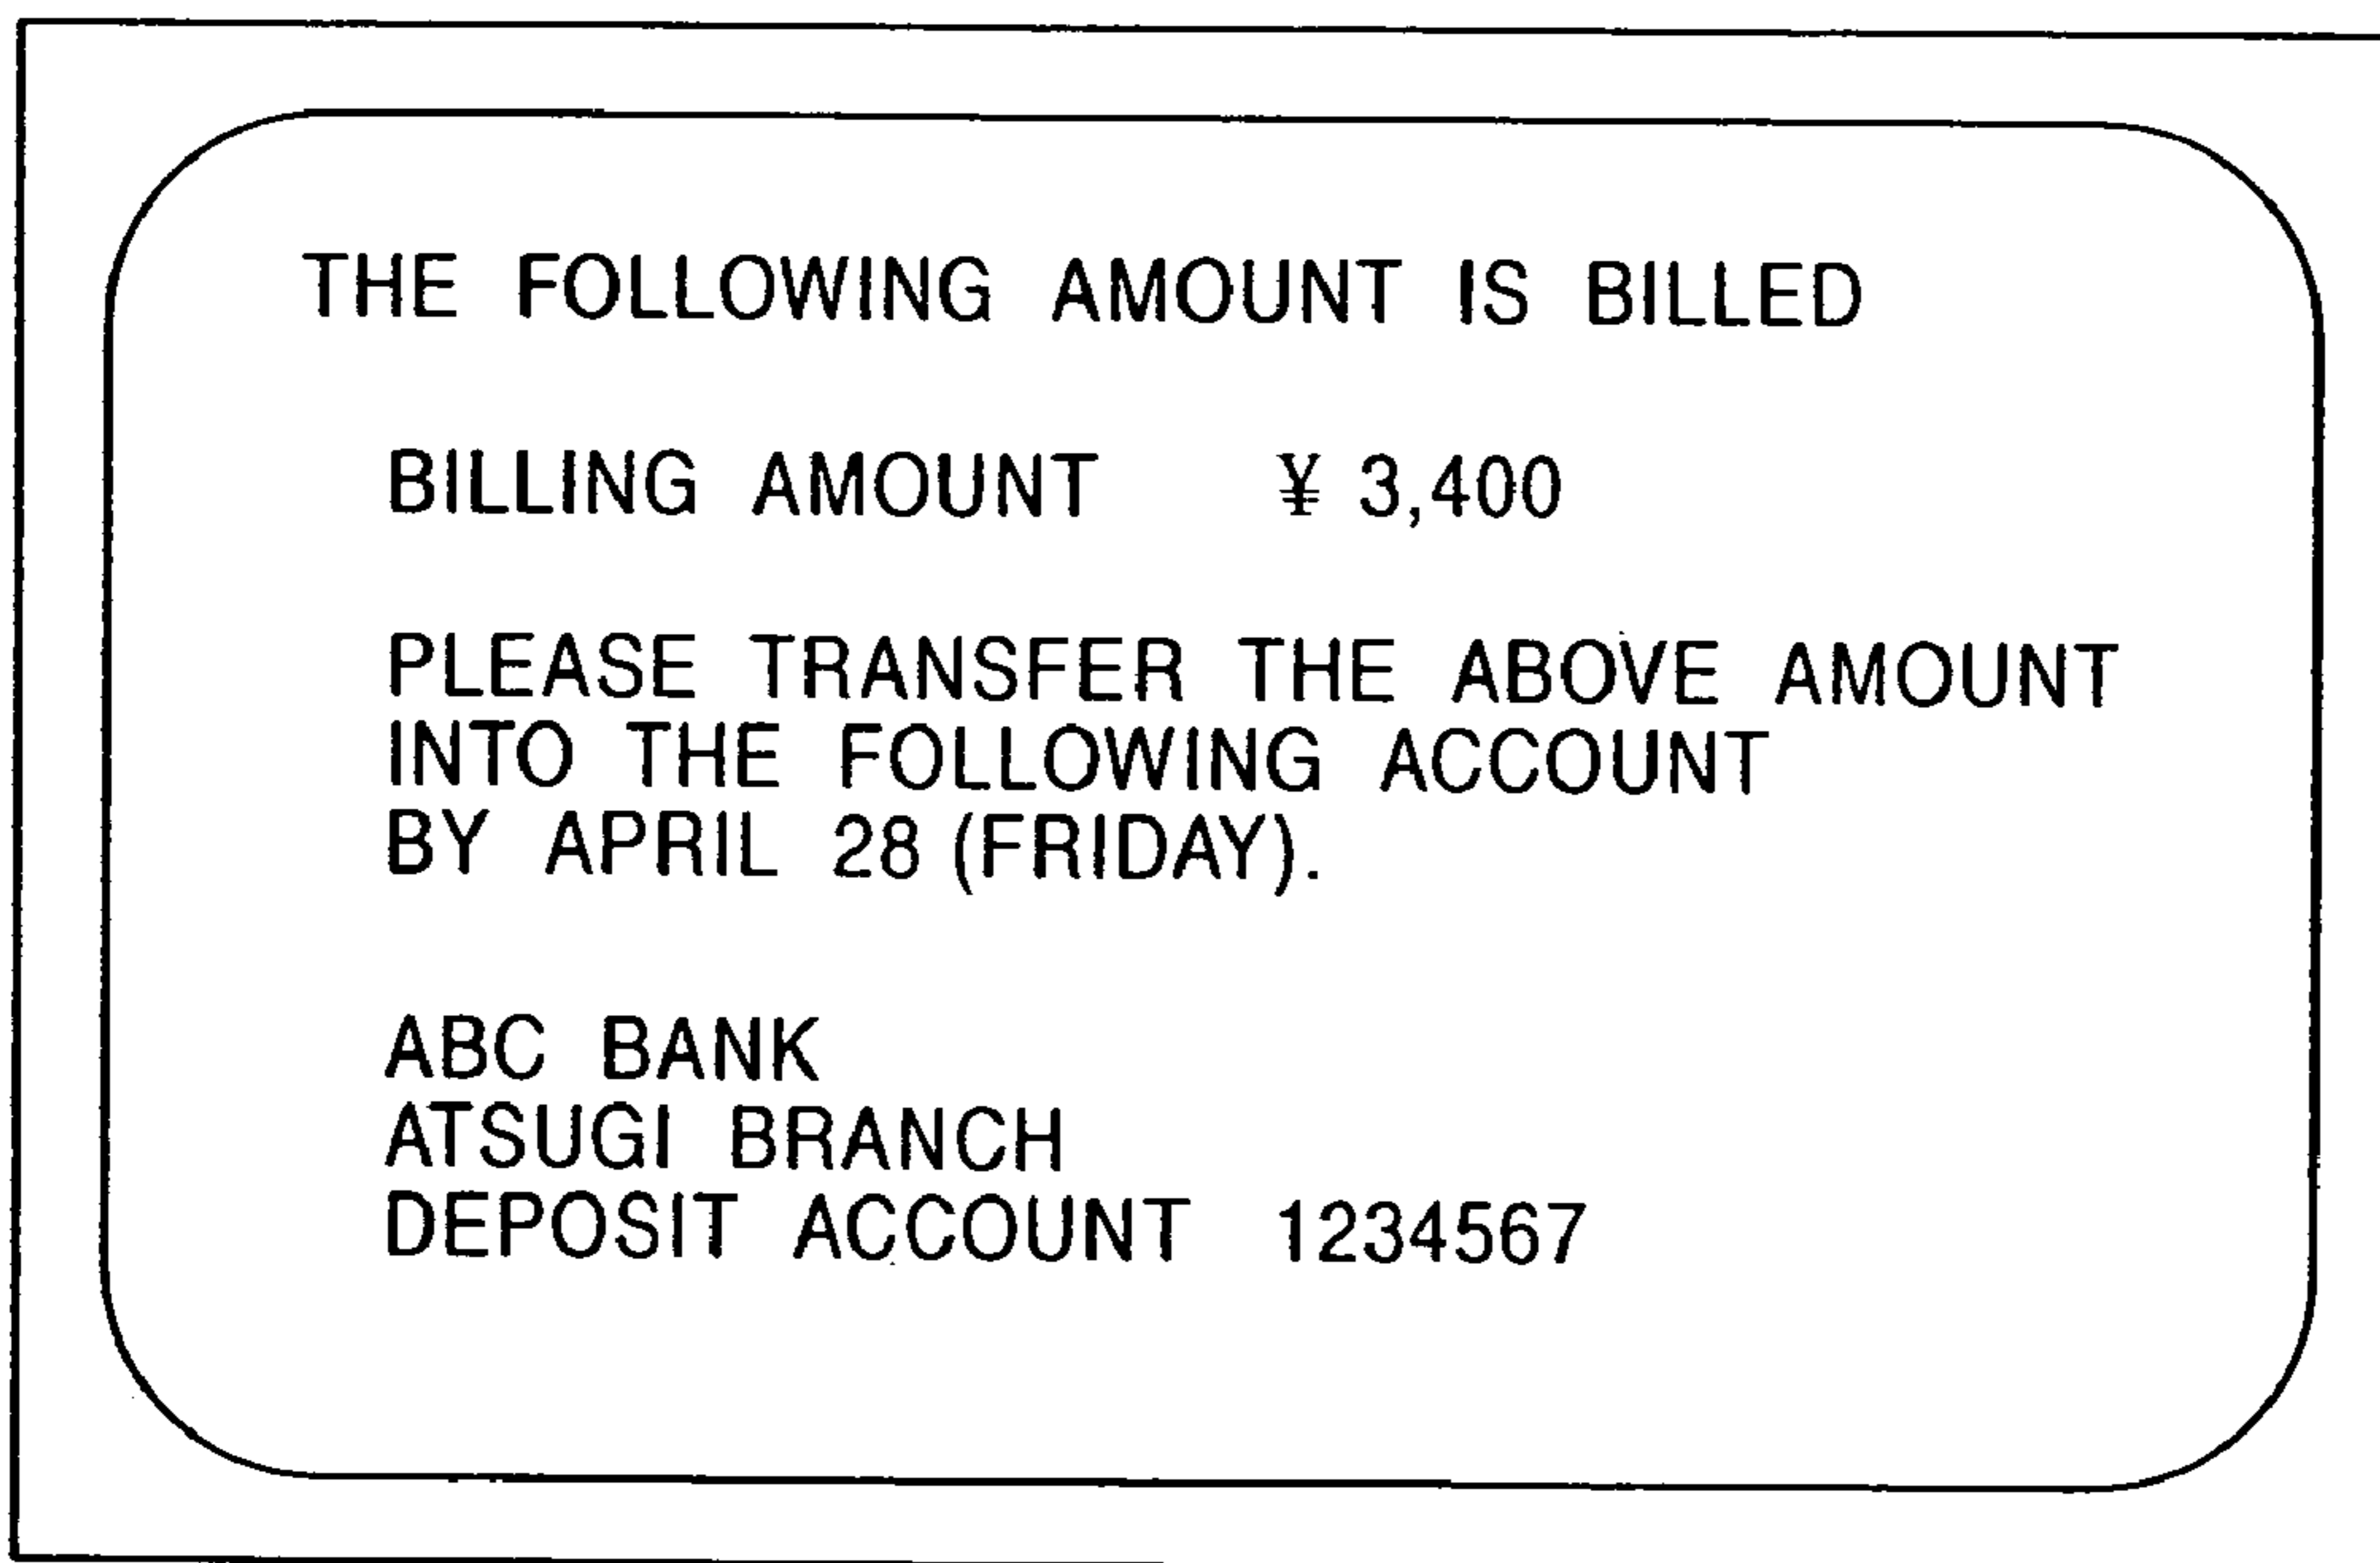 THE FOLLOWING AMOUNT IS BILLED
BILLING AMOUNT ¥ 3,400
PLEASE TRANSFER THE ABOVE AMOUNT
INTO THE FOLLOWING ACCOUNT
BY APRIL 28 (FRIDAY).
ABC BANK
ATSUGI BRANCH
DEPOSIT ACCOUNT 1234567